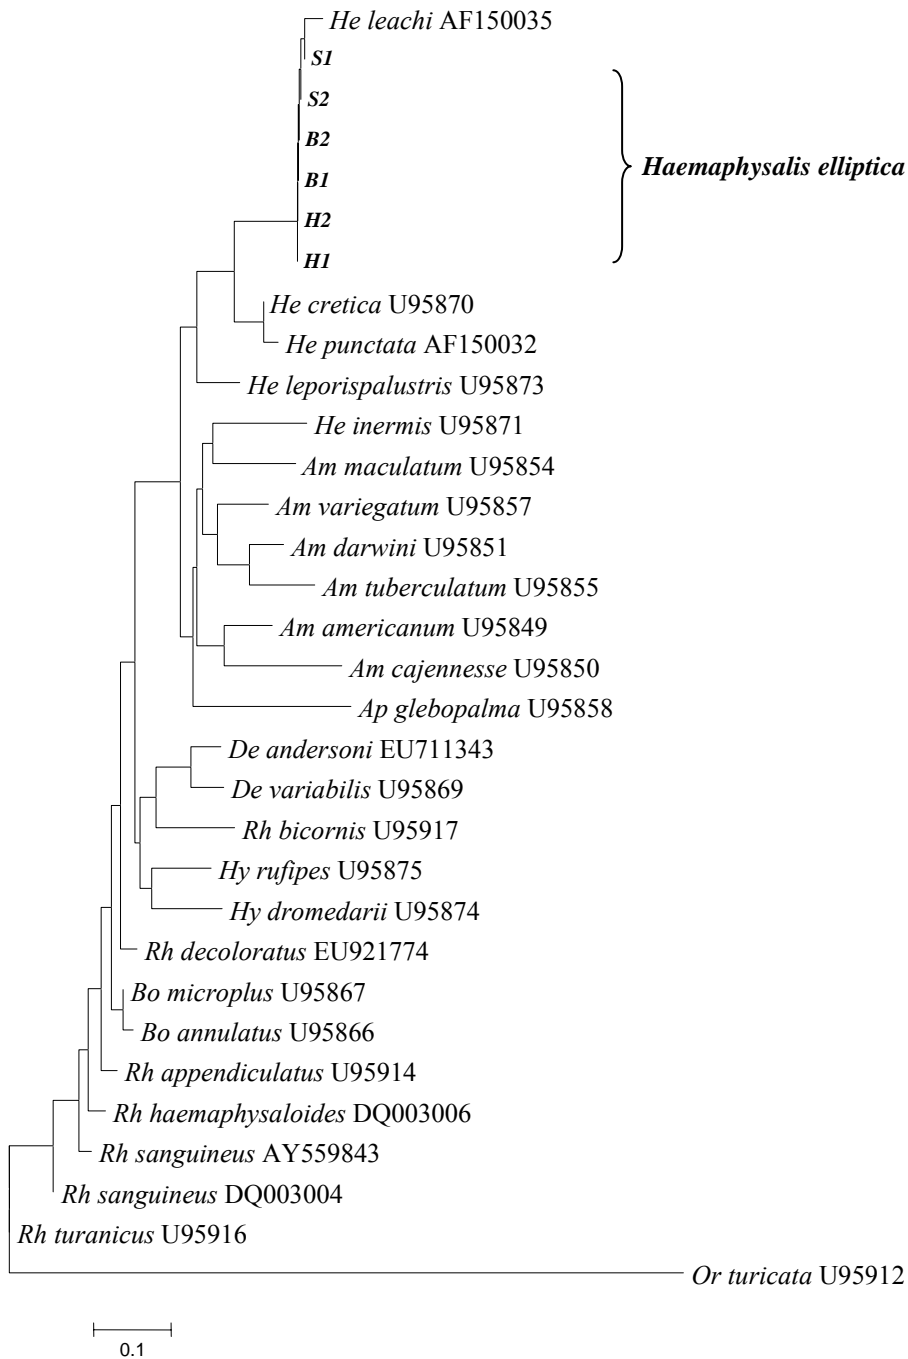 He leachi AF150035
S1
S2
B2
B1
H2
H1
Haemaphysalis elliptica
He cretica U95870
He punctata AF150032
He leporispalustris U95873
He inermis U95871
Am maculatum U95854
Am variegatum U95857
Am darwini U95851
Am tuberculatum U95855
Am americanum U95849
Am cajennesse U95850
Ap glebopalma U95858
De andersoni EU711343
De variabilis U95869
Rh bicornis U95917
Hy rufipes U95875
Hy dromedarii U95874
Rh decoloratus EU921774
Bo microplus U95867
Bo annulatus U95866
Rh appendiculatus U95914
Rh haemaphysaloides DQ003006
Rh sanguineus AY559843
Rh sanguineus DQ003004
Rh turanicus U95916
Or turicata U95912
0.1